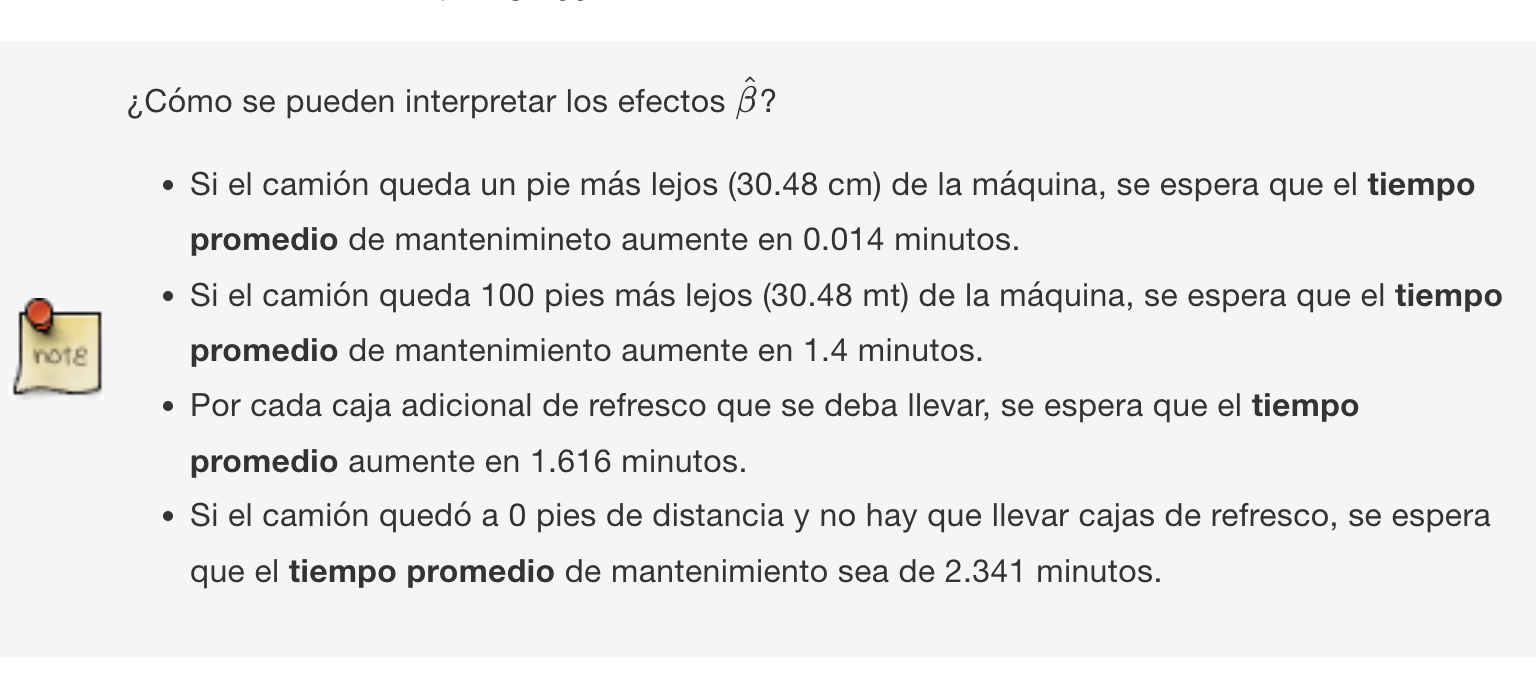 ¿Cómo se pueden interpretar los efectos β̂?
Si el camión queda un pie más lejos (30.48 cm) de la máquina, se espera que el tiempo
promedio de mantenimineto aumente en 0.014 minutos.
Si el camión queda 100 pies más lejos (30.48 mt) de la máquina, se espera que el tiempo
promedio de mantenimiento aumente en 1.4 minutos.
note
Por cada caja adicional de refresco que se deba llevar, se espera que el tiempo
promedio aumente en 1.616 minutos.
Si el camión quedó a 0 pies de distancia y no hay que llevar cajas de refresco, se espera
que el tiempo promedio de mantenimiento sea de 2.341 minutos.